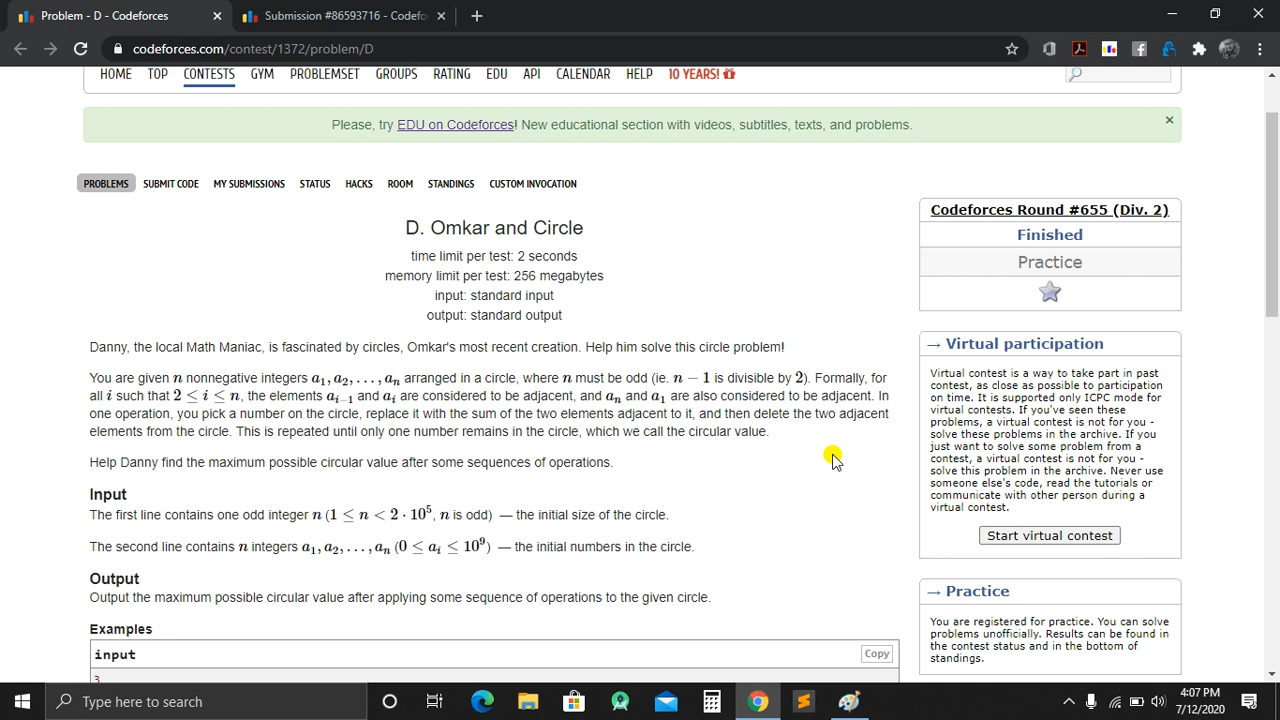 Problem - D - Codeforces
Submission #86593716 - Codefo
codeforces.com/contest/1372/problem/D
HOME TOP CONTESTS GYM PROBLEMSET GROUPS RATING EDU API CALENDAR HELP 10 YEARS!
Please, try EDU on Codeforces! New educational section with videos, subtitles, texts, and problems.
PROBLEMS SUBMIT CODE MY SUBMISSIONS STATUS HACKS ROOM STANDINGS CUSTOM INVOCATION
D. Omkar and Circle
time limit per test: 2 seconds
memory limit per test: 256 megabytes
input: standard input
output: standard output
Danny, the local Math Maniac, is fascinated by circles, Omkar's most recent creation. Help him solve this circle problem!
You are given n nonnegative integers a₁, a₂, …, aₙ arranged in a circle, where n must be odd (ie. n − 1 is divisible by 2). Formally, for
all i such that 2 ≤ i ≤ n, the elements aᵢ₋₁ and aᵢ are considered to be adjacent, and aₙ and a₁ are also considered to be adjacent. In
one operation, you pick a number on the circle, replace it with the sum of the two elements adjacent to it, and then delete the two adjacent
elements from the circle. This is repeated until only one number remains in the circle, which we call the circular value.
Help Danny find the maximum possible circular value after some sequences of operations.
Input
The first line contains one odd integer n (1 ≤ n < 2 · 10⁵, n is odd) — the initial size of the circle.
The second line contains n integers a₁, a₂, …, aₙ (0 ≤ aᵢ ≤ 10⁹) — the initial numbers in the circle.
Output
Output the maximum possible circular value after applying some sequence of operations to the given circle.
Examples
input
Copy
3
Codeforces Round #655 (Div. 2)
Finished
Practice
→ Virtual participation
Virtual contest is a way to take part in past
contest, as close as possible to participation
on time. It is supported only ICPC mode for
virtual contests. If you've seen these
problems, a virtual contest is not for you -
solve these problems in the archive. If you
just want to solve some problem from a
contest, a virtual contest is not for you -
solve this problem in the archive. Never use
someone else's code, read the tutorials or
communicate with other person during a
virtual contest.
Start virtual contest
→ Practice
You are registered for practice. You can solve
problems unofficially. Results can be found in
the contest status and in the bottom of
standings.
Type here to search
4:07 PM
7/12/2020